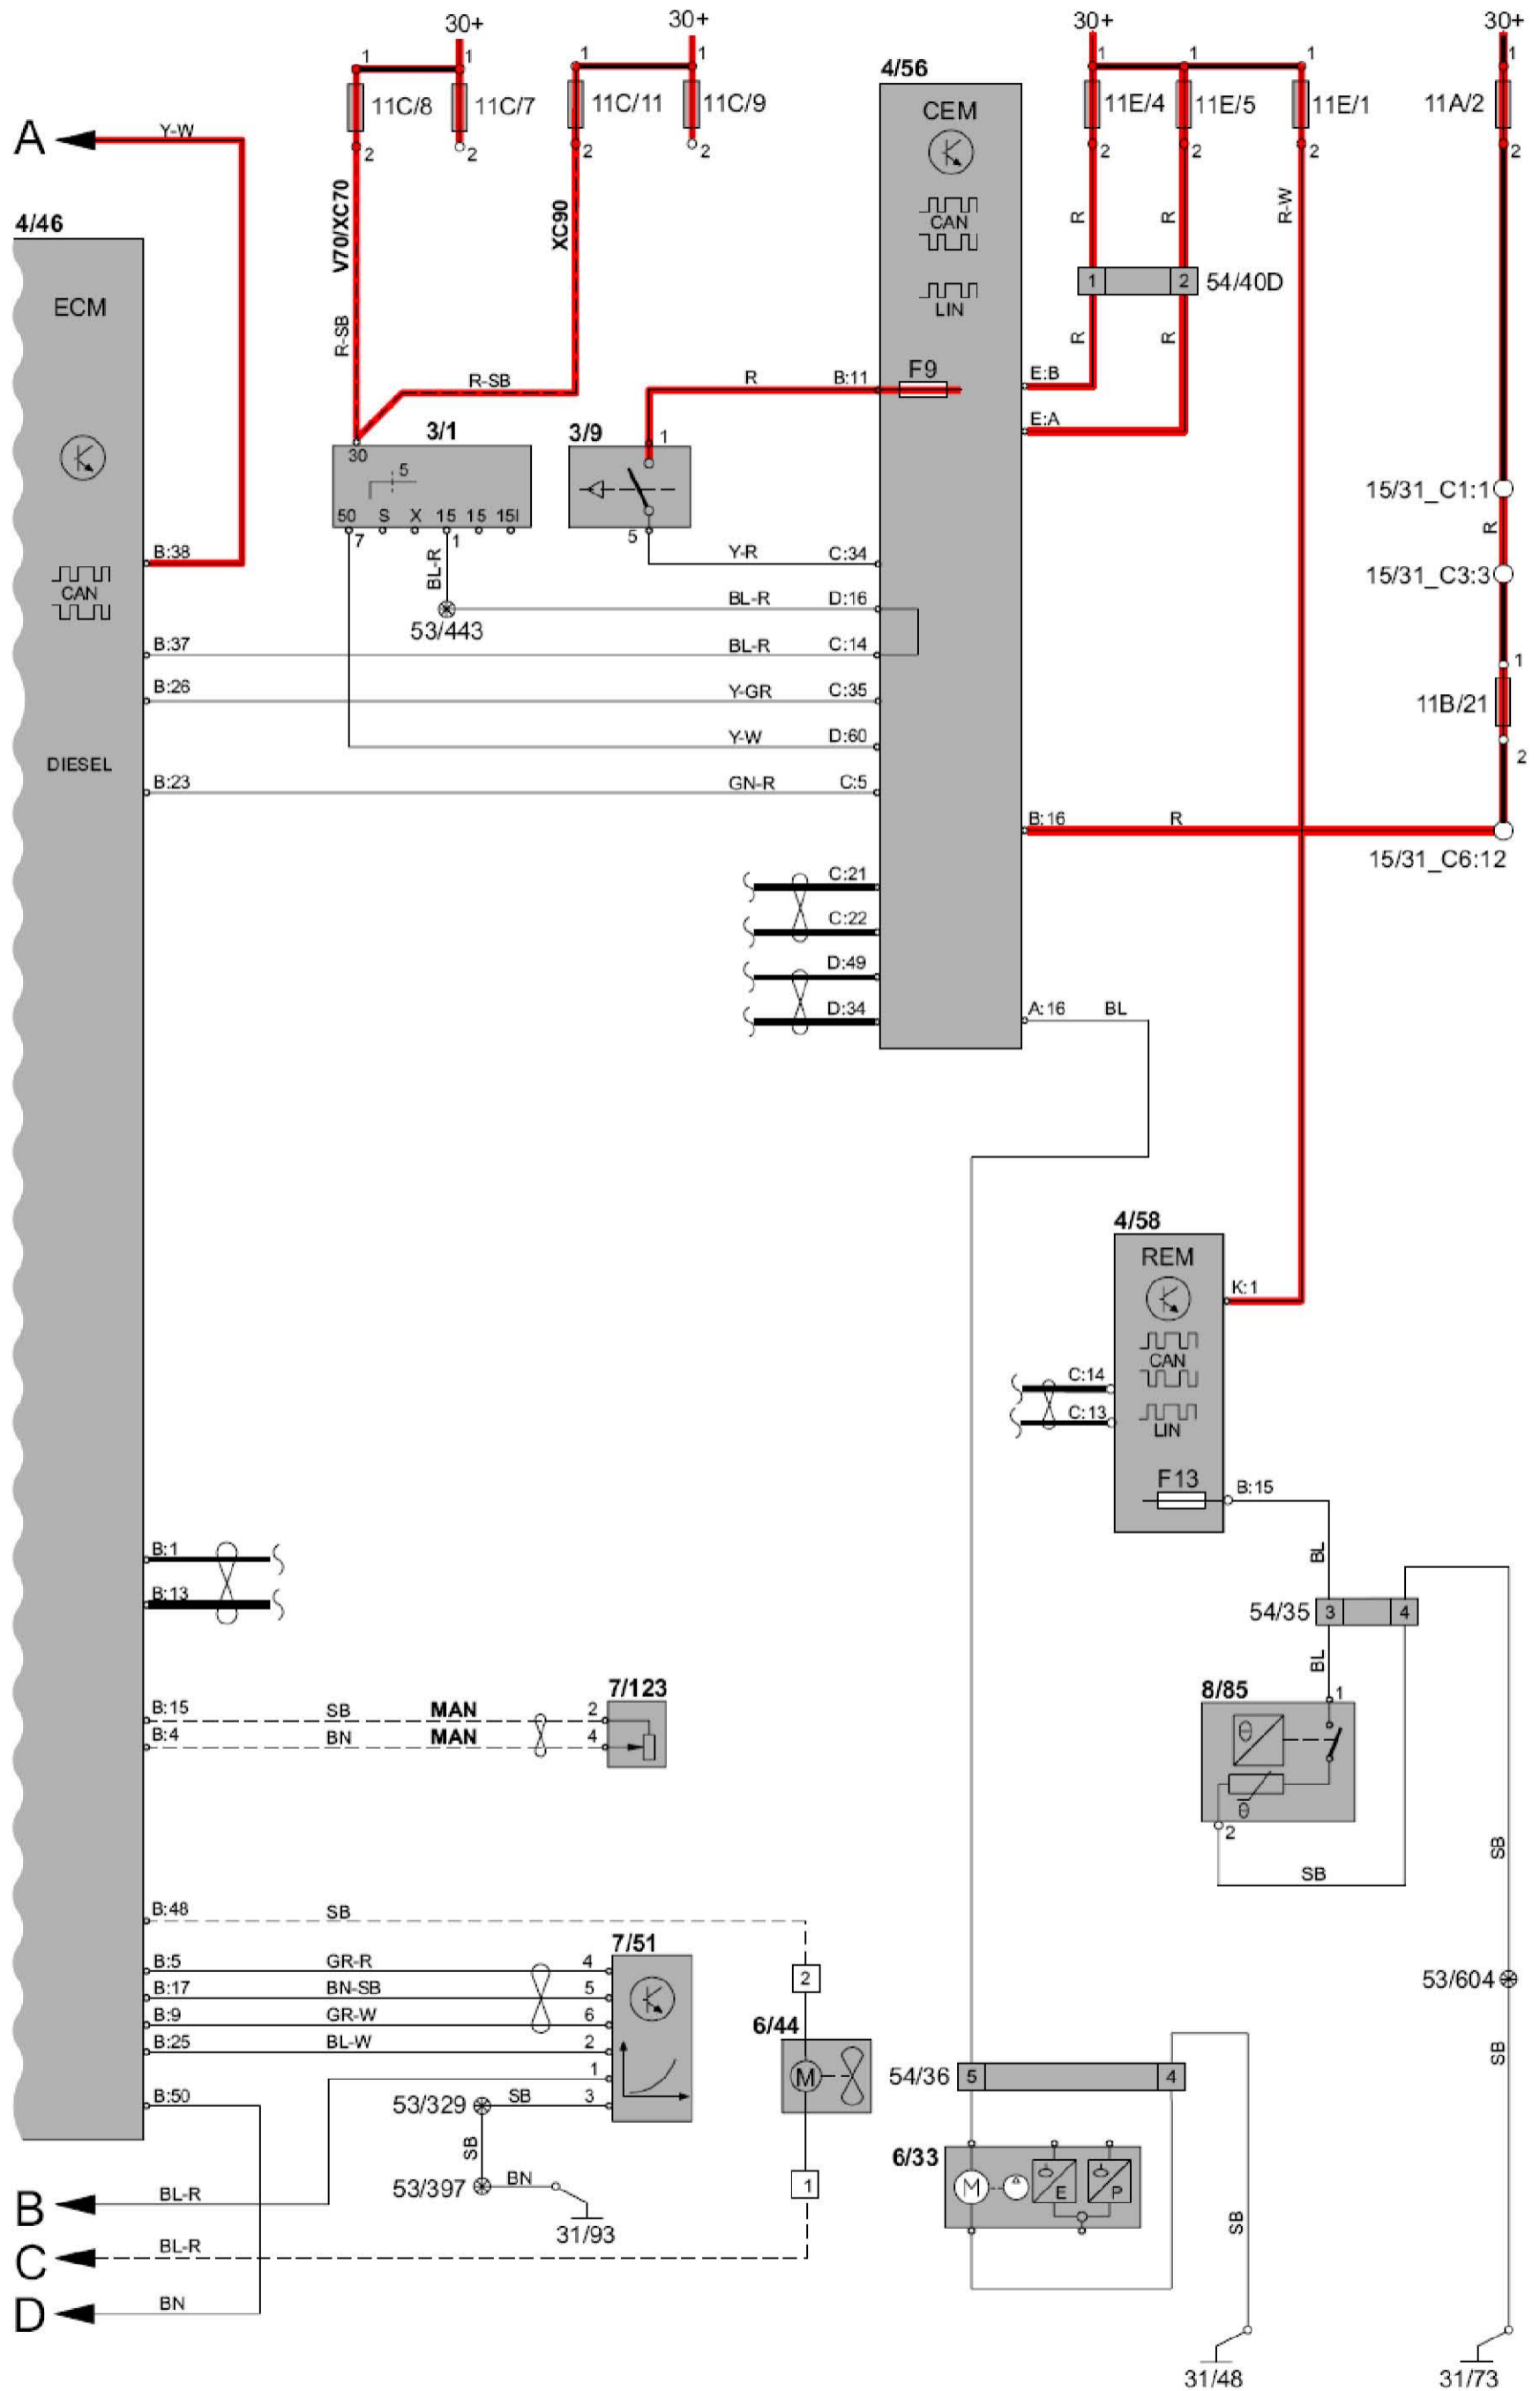 30+ 30+ 30+ 30+
1 1 1 1 1 1 1 1
4/56
11C/8 11C/7 11C/11 11C/9 CEM 11E/4 11E/5 11E/1 11A/2
A Y-W
2 2 2 2 2 2 2 2
V70/XC70 XC90 R R R-W
4/46
CAN
1 2 54/40D
ECM
LIN
R-SB R R
R-SB R B:11 F9 E:B
E:A
3/1 3/9 1
30
5
15/31_C1:1
50 S X 15 15 15I
7 1 5
R
B:38 BL-R Y-R C:34
15/31_C3:3
CAN
BL-R D:16
53/443
B:37 BL-R C:14
1
B:26 Y-GR C:35
11B/21
Y-W D:60
2
DIESEL
B:23 GN-R C:5
B:16 R
15/31_C6:12
C:21
C:22
D:49
D:34 A:16 BL
4/58
REM
K:1
CAN
C:14
C:13
LIN
F13
B:15
B:1
BL
B:13
54/35 3 4
BL
7/123 8/85 1
B:15 SB MAN 2
B:4 BN MAN 4
θ
θ
2
SB
SB
B:48 SB
7/51
B:5 GR-R 4
2
B:17 BN-SB 5
53/604
B:9 GR-W 6
6/44
B:25 BL-W 2
SB
1
M
54/36 5 4
B:50 53/329 SB 3
SB
6/33
53/397 BN
1
M E P
B BL-R
31/93
SB
C BL-R
D BN
31/48 31/73